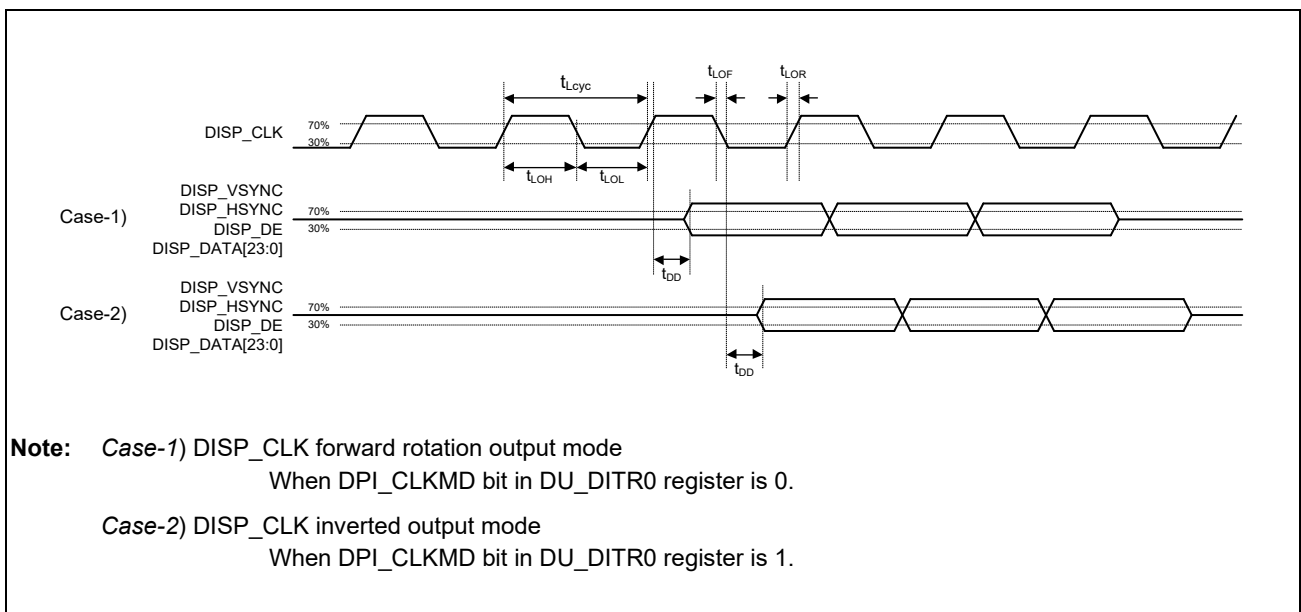 tLcyc
tLOF
tLOR
DISP_CLK
70%
30%
tLOH
tLOL
Case-1)
DISP_VSYNC
DISP_HSYNC
DISP_DE
DISP_DATA[23:0]
70%
30%
tDD
Case-2)
DISP_VSYNC
DISP_HSYNC
DISP_DE
DISP_DATA[23:0]
70%
30%
tDD
Note: Case-1) DISP_CLK forward rotation output mode
When DPI_CLKMD bit in DU_DITR0 register is 0.
Case-2) DISP_CLK inverted output mode
When DPI_CLKMD bit in DU_DITR0 register is 1.